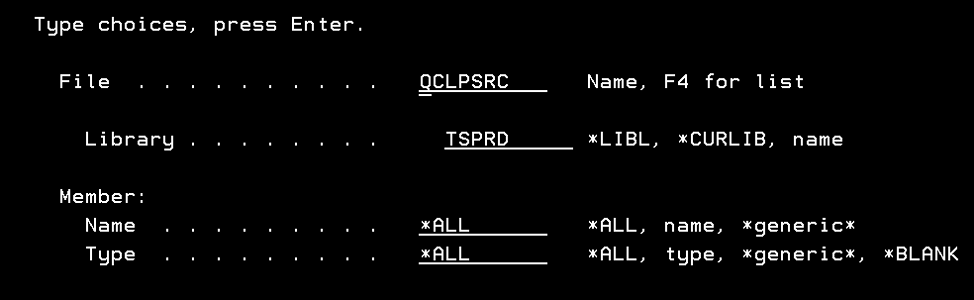 Type choices, press Enter.
File . . . . . . . . . . QCLPSRC Name, F4 for list
Library . . . . . . . . TSPRD *LIBL, *CURLIB, name
Member:
Name . . . . . . . . . *ALL *ALL, name, *generic*
Type . . . . . . . . . *ALL *ALL, type, *generic*, *BLANK